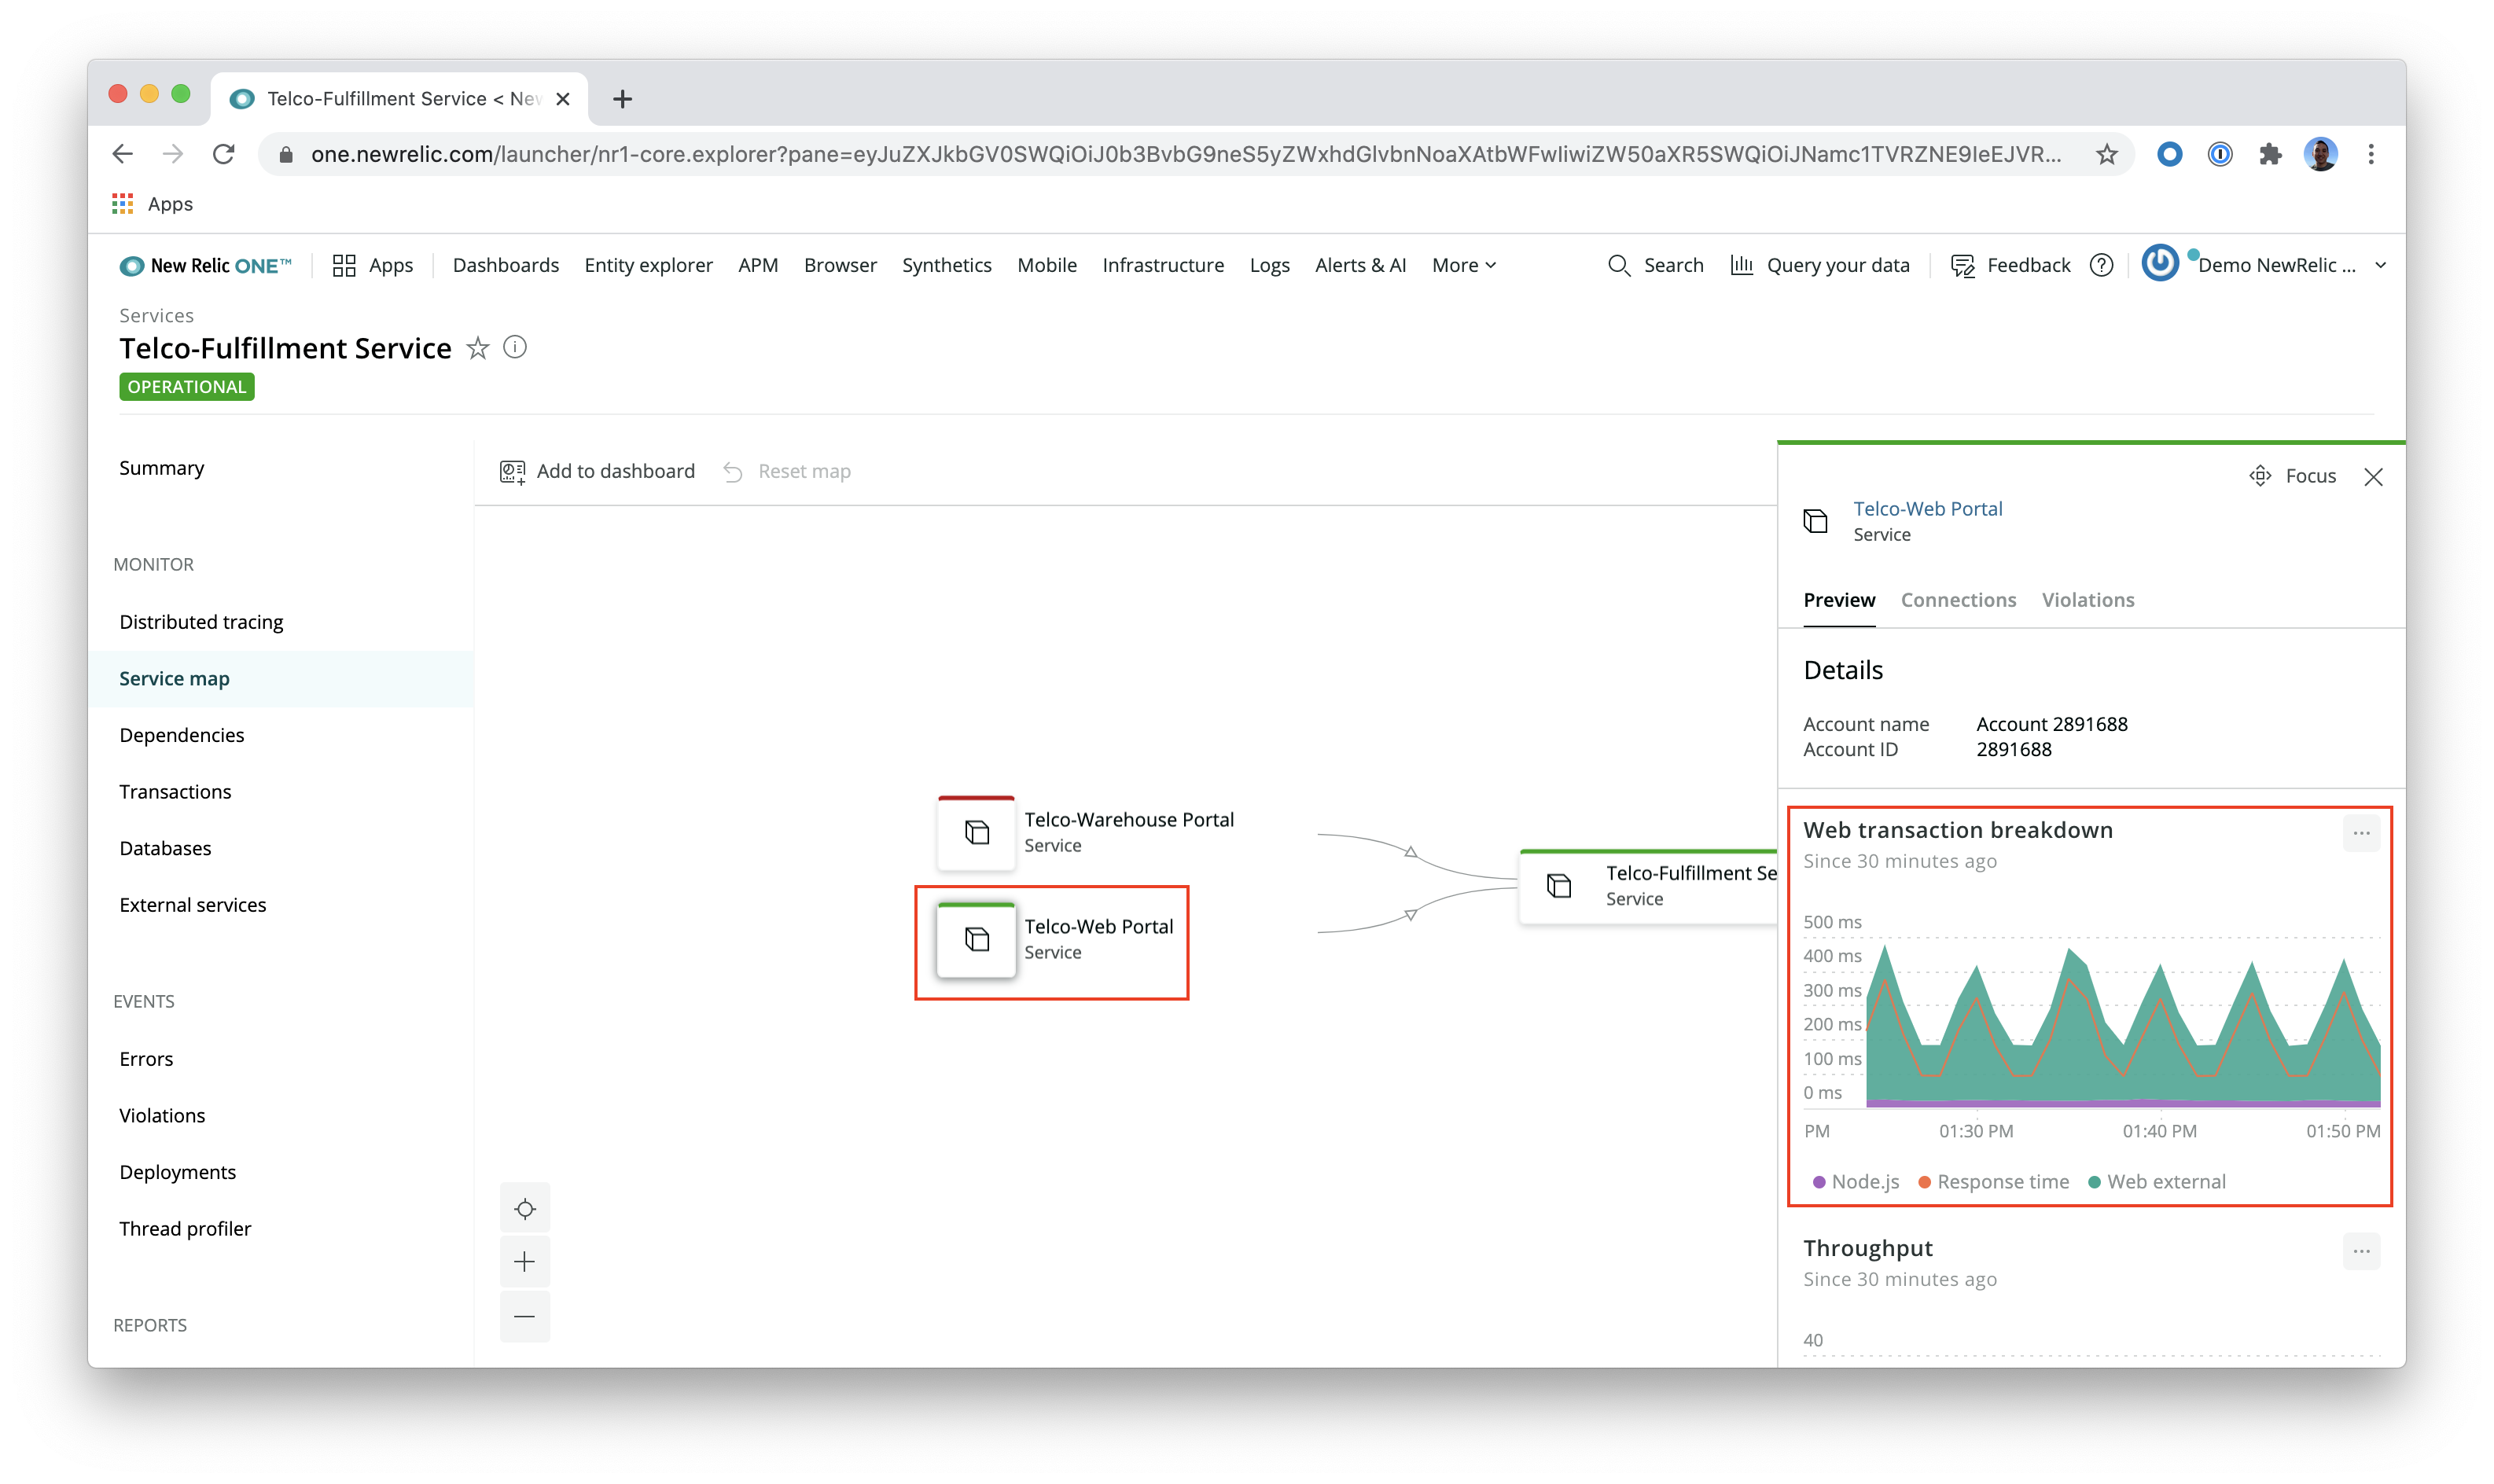 Telco-Fulfillment Service < New
one.newrelic.com/launcher/nr1-core.explorer?pane=eyJuZXJkbGV0SWQiOiJ0b3BvbG9neS5yZWxhdGlvbnNoaXAtbWFwIiwiZW50aXR5SWQiOiJNamc1TVRZNE9IeEJVR...
Apps
New Relic ONE™ Apps Dashboards Entity explorer APM Browser Synthetics Mobile Infrastructure Logs Alerts & AI More Search Query your data Feedback Demo NewRelic ...
Services
Telco-Fulfillment Service
OPERATIONAL
Summary
MONITOR
Distributed tracing
Service map
Dependencies
Transactions
Databases
External services
EVENTS
Errors
Violations
Deployments
Thread profiler
REPORTS
Add to dashboard Reset map
Telco-Warehouse Portal
Service
Telco-Web Portal
Service
Telco-Fulfillment Se
Service
Focus
Telco-Web Portal
Service
Preview Connections Violations
Details
Account name Account 2891688
Account ID 2891688
Web transaction breakdown
Since 30 minutes ago
500 ms
400 ms
300 ms
200 ms
100 ms
0 ms
PM 01:30 PM 01:40 PM 01:50 PM
Node.js Response time Web external
Throughput
Since 30 minutes ago
40